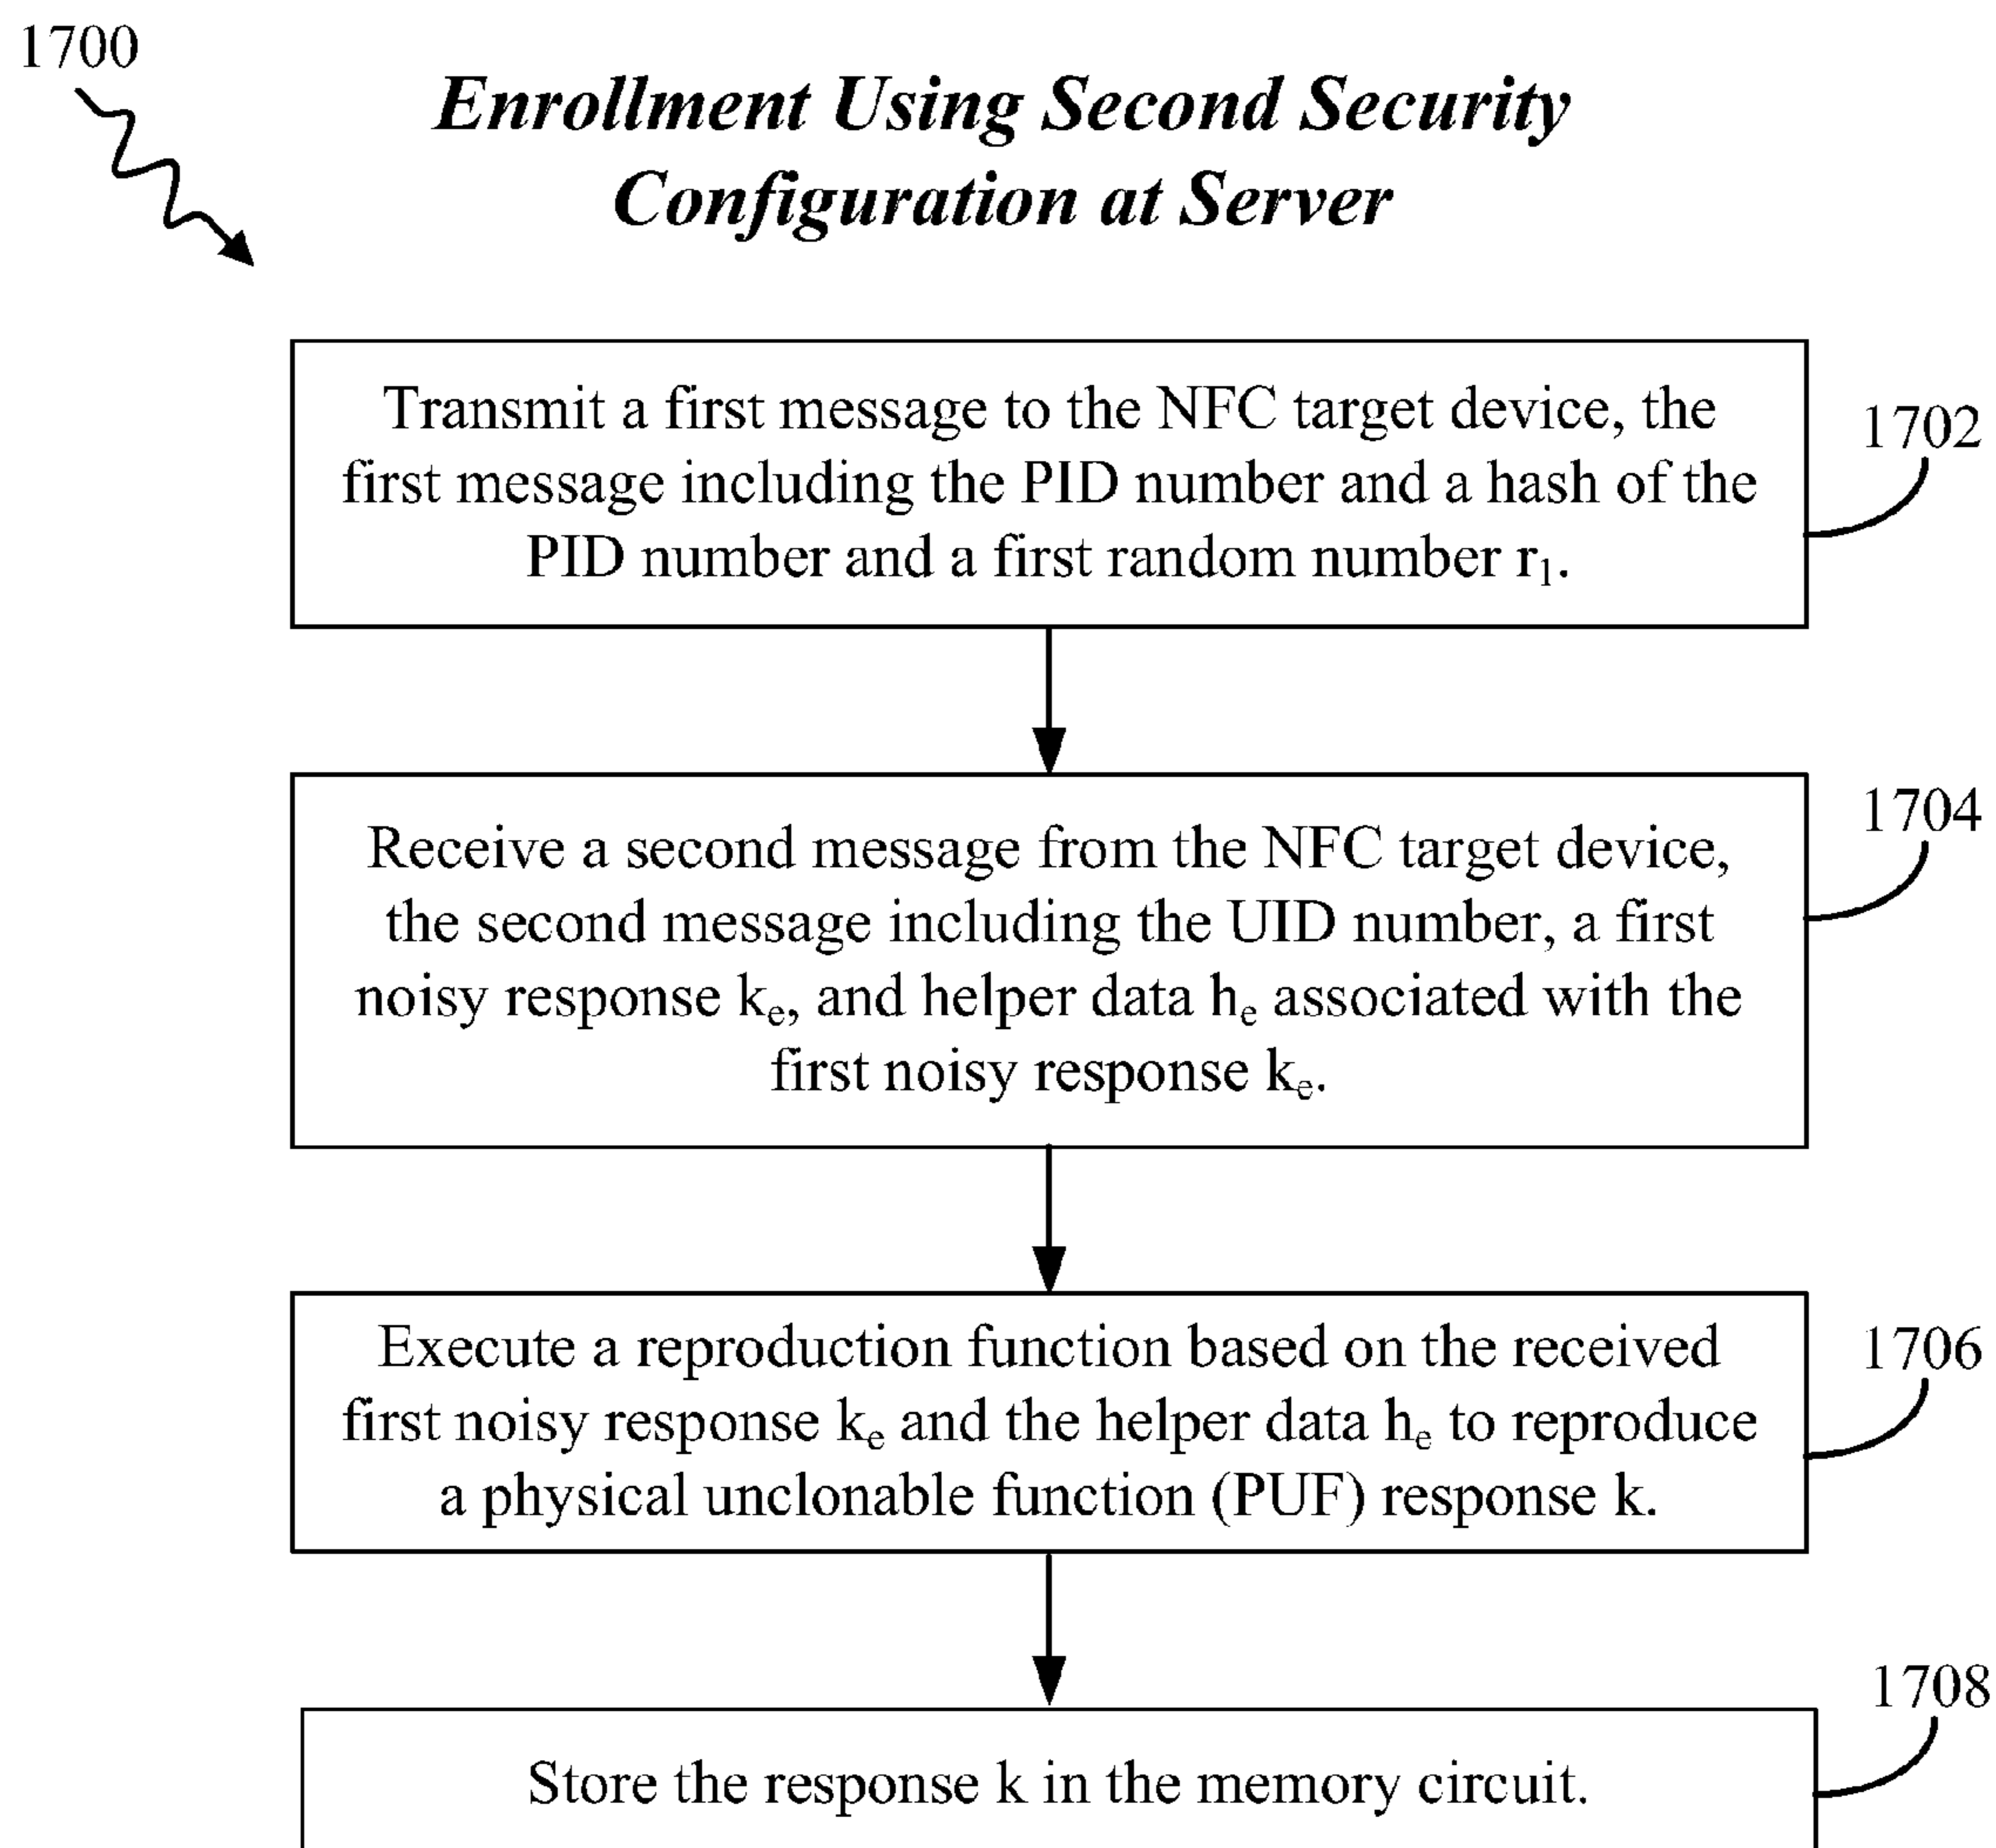 1700
Enrollment Using Second Security
Configuration at Server
Transmit a first message to the NFC target device, the
first message including the PID number and a hash of the
PID number and a first random number r₁.
1702
Receive a second message from the NFC target device,
the second message including the UID number, a first
noisy response kₑ, and helper data hₑ associated with the
first noisy response kₑ.
1704
Execute a reproduction function based on the received
first noisy response kₑ and the helper data hₑ to reproduce
a physical unclonable function (PUF) response k.
1706
Store the response k in the memory circuit.
1708